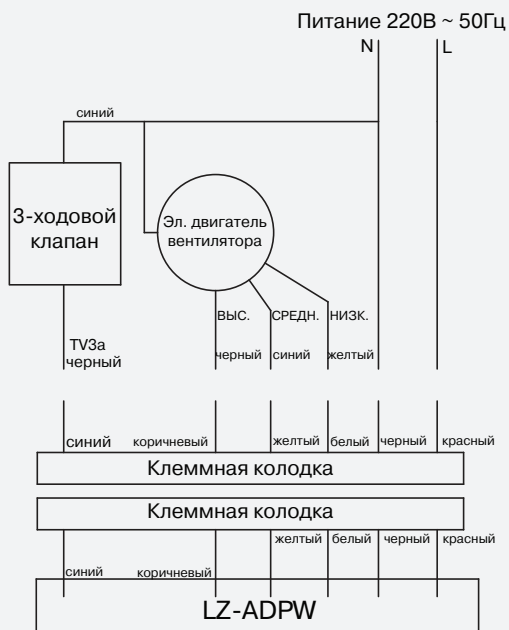 Питание 220В ~ 50Гц
N L
синий
3-ходовой
клапан
Эл. двигатель
вентилятора
ВЫС. СРЕДН. НИЗК.
TV3a
черный
черный синий желтый
синий коричневый желтый белый черный красный
Клеммная колодка
Клеммная колодка
желтый белый черный красный
синий коричневый
LZ-ADPW